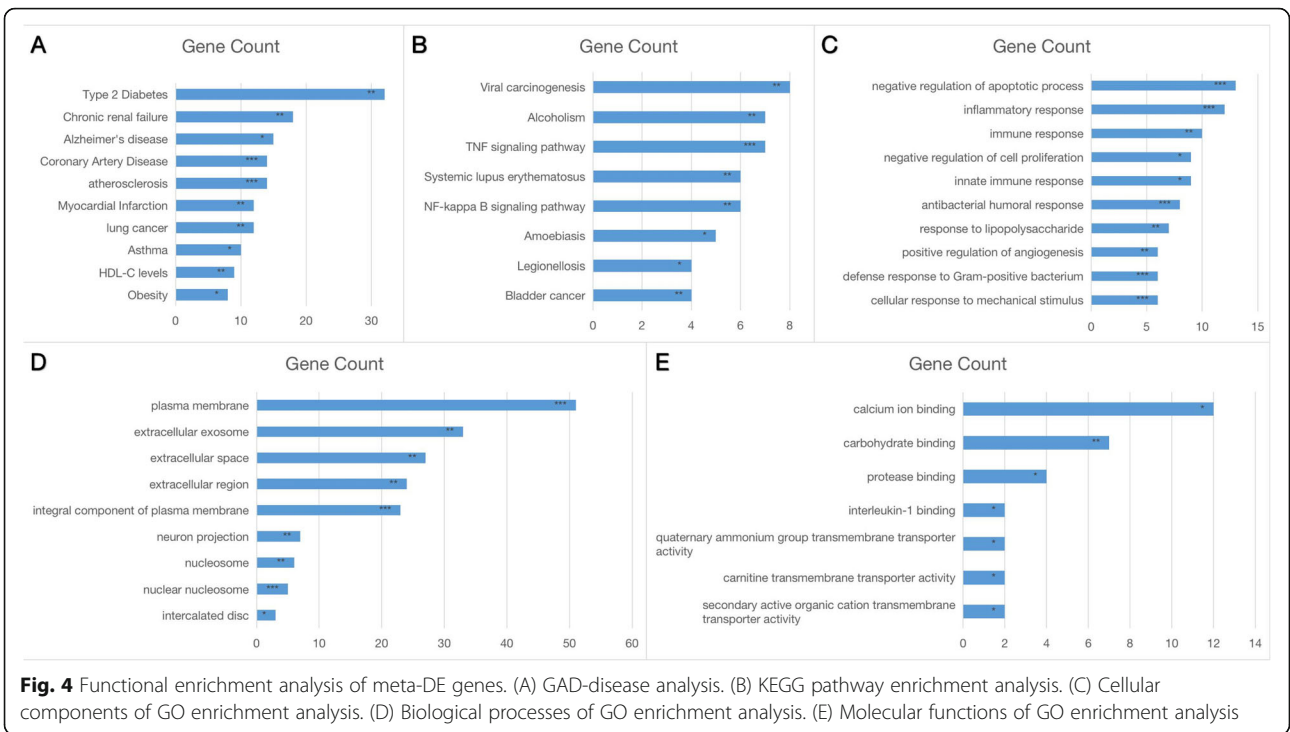 A
Gene Count
Type 2 Diabetes **
Chronic renal failure **
Alzheimer's disease *
Coronary Artery Disease ***
atherosclerosis ***
Myocardial Infarction **
lung cancer **
Asthma *
HDL-C levels **
Obesity *
0 10 20 30
B
Gene Count
Viral carcinogenesis **
Alcoholism **
TNF signaling pathway ***
Systemic lupus erythematosus **
NF-kappa B signaling pathway **
Amoebiasis *
Legionellosis *
Bladder cancer **
0 2 4 6 8
C
Gene Count
negative regulation of apoptotic process ***
inflammatory response ***
immune response **
negative regulation of cell proliferation *
innate immune response *
antibacterial humoral response ***
response to lipopolysaccharide **
positive regulation of angiogenesis **
defense response to Gram-positive bacterium ***
cellular response to mechanical stimulus ***
0 5 10 15
D
Gene Count
plasma membrane ***
extracellular exosome **
extracellular space **
extracellular region **
integral component of plasma membrane ***
neuron projection **
nucleosome **
nuclear nucleosome ***
intercalated disc *
0 10 20 30 40 50 60
E
Gene Count
calcium ion binding *
carbohydrate binding **
protease binding *
interleukin-1 binding *
quaternary ammonium group transmembrane transporter
activity *
carnitine transmembrane transporter activity *
secondary active organic cation transmembrane
transporter activity *
0 2 4 6 8 10 12 14
Fig. 4 Functional enrichment analysis of meta-DE genes. (A) GAD-disease analysis. (B) KEGG pathway enrichment analysis. (C) Cellular
components of GO enrichment analysis. (D) Biological processes of GO enrichment analysis. (E) Molecular functions of GO enrichment analysis